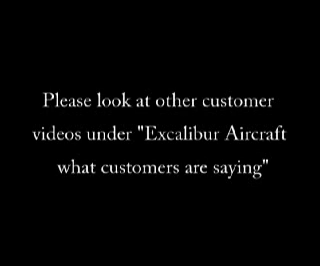 Please look at other customer
videos under "Excalibur Aircraft
what customers are saying"